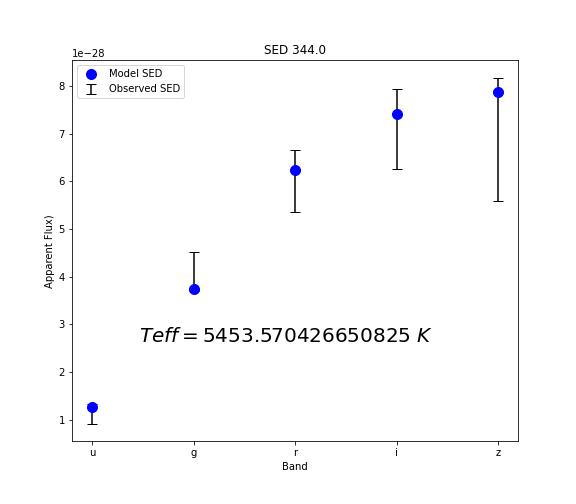 SED 344.0
1e−28
Model SED
Observed SED
8
7
6
5
4
3
2
1
Apparent Flux)
Teff = 5453.570426650825 K
u g r i z
Band